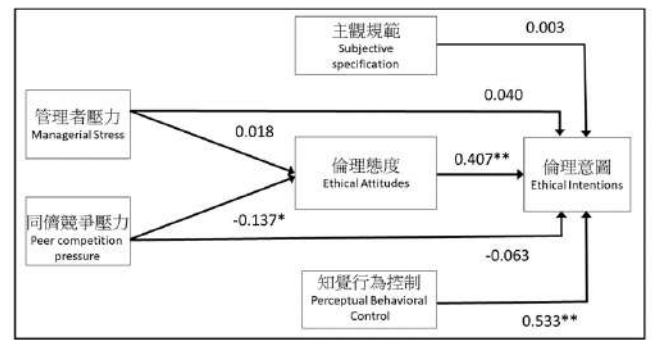 主觀規範
Subjective
specification
0.003
管理者壓力
Managerial Stress
0.040
0.018
倫理態度
Ethical Attitudes
0.407**
倫理意圖
Ethical Intentions
同儕競爭壓力
Peer competition
pressure
-0.137*
-0.063
知覺行為控制
Perceptual Behavioral
Control
0.533**